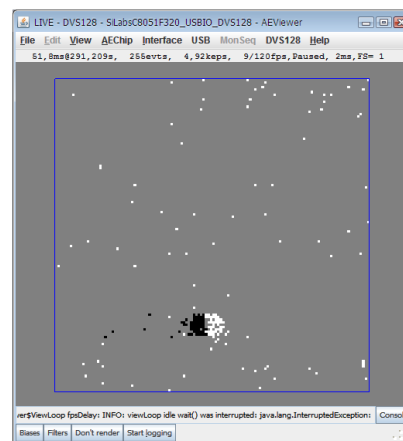 LIVE - DVS128 - SiLabsC8051F320_USBIO_DVS128 - AEViewer
File Edit View AEChip Interface USB MonSeq DVS128 Help
51,8ms@291,209s, 255evts, 4,92keps, 9/120fps,Paused, 2ms,FS= 1
ver$ViewLoop fpsDelay: INFO: viewLoop idle wait() was interrupted: java.lang.InterruptedException: Consol
Biases Filters Don't render Start logging